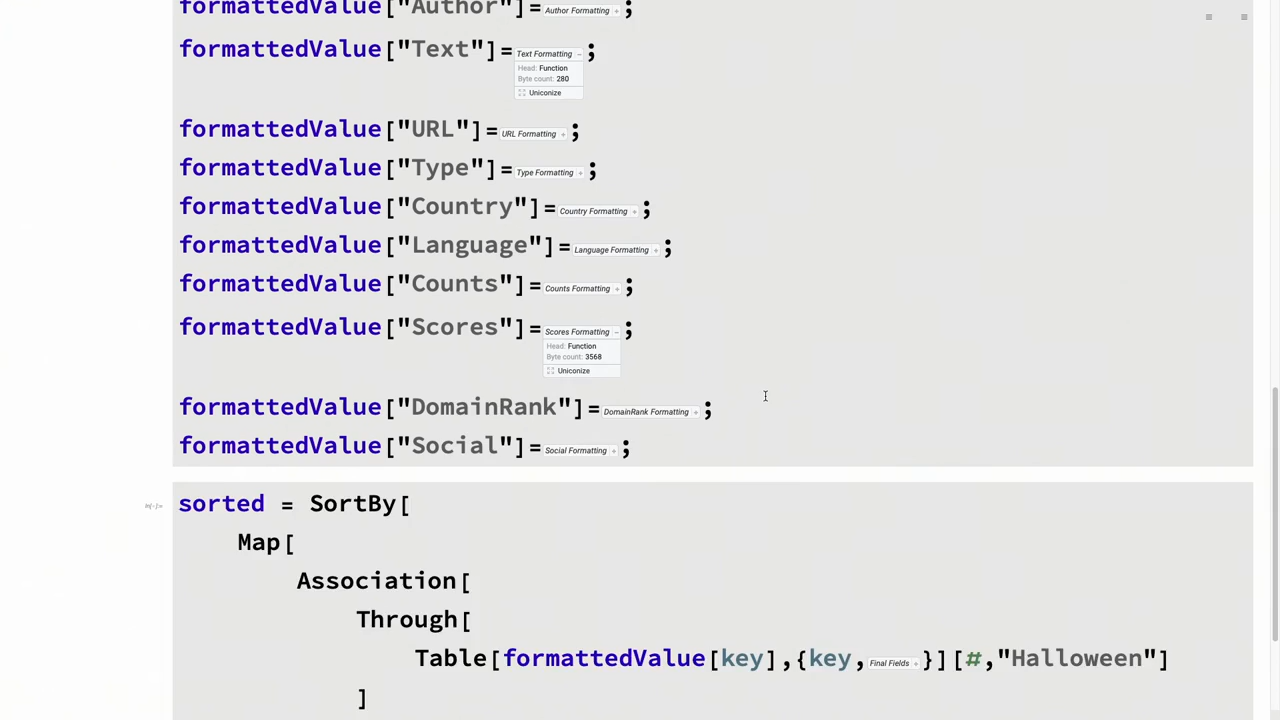 formattedValue["Author"]=Author Formatting +;
formattedValue["Text"]=Text Formatting −;
Head: Function
Byte count: 280
Uniconize
formattedValue["URL"]=URL Formatting +;
formattedValue["Type"]=Type Formatting +;
formattedValue["Country"]=Country Formatting +;
formattedValue["Language"]=Language Formatting +;
formattedValue["Counts"]=Counts Formatting +;
formattedValue["Scores"]=Scores Formatting −;
Head: Function
Byte count: 3568
Uniconize
formattedValue["DomainRank"]=DomainRank Formatting +;
formattedValue["Social"]=Social Formatting +;
In[-]:= sorted = SortBy[
Map[
Association[
Through[
Table[formattedValue[key],{key,Final Fields +}][#,"Halloween"]
]